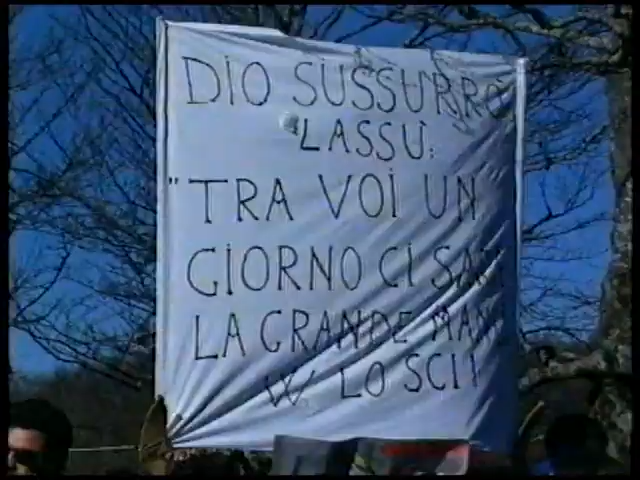 DIO SUSSURRÒ
LASSÙ:
"TRA VOI UN
GIORNO CI
LA GRANDE
W LO SCI!